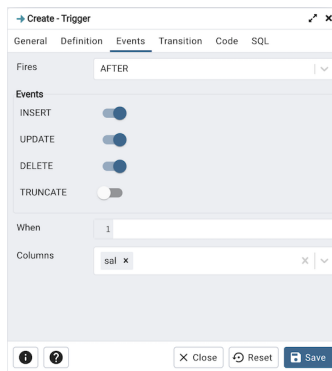 Create - Trigger
General Definition Events Transition Code SQL
Fires AFTER
Events
INSERT
UPDATE
DELETE
TRUNCATE
When 1
Columns sal ×
Close Reset Save